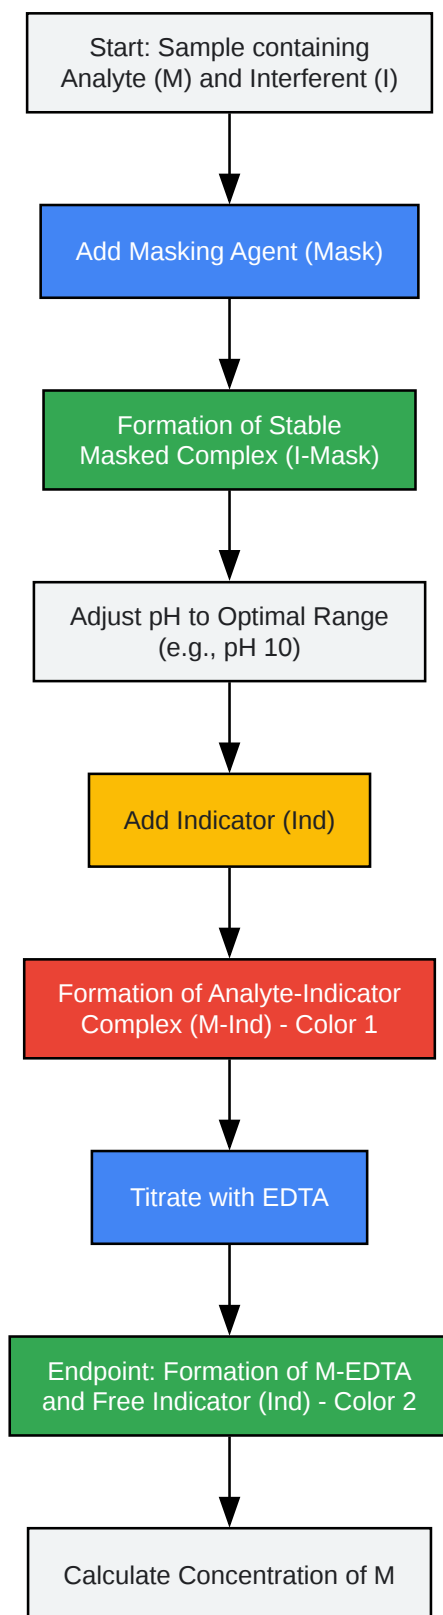 Start: Sample containing
Analyte (M) and Interferent (I)
Add Masking Agent (Mask)
Formation of Stable
Masked Complex (I-Mask)
Adjust pH to Optimal Range
(e.g., pH 10)
Add Indicator (Ind)
Formation of Analyte-Indicator
Complex (M-Ind) - Color 1
Titrate with EDTA
Endpoint: Formation of M-EDTA
and Free Indicator (Ind) - Color 2
Calculate Concentration of M